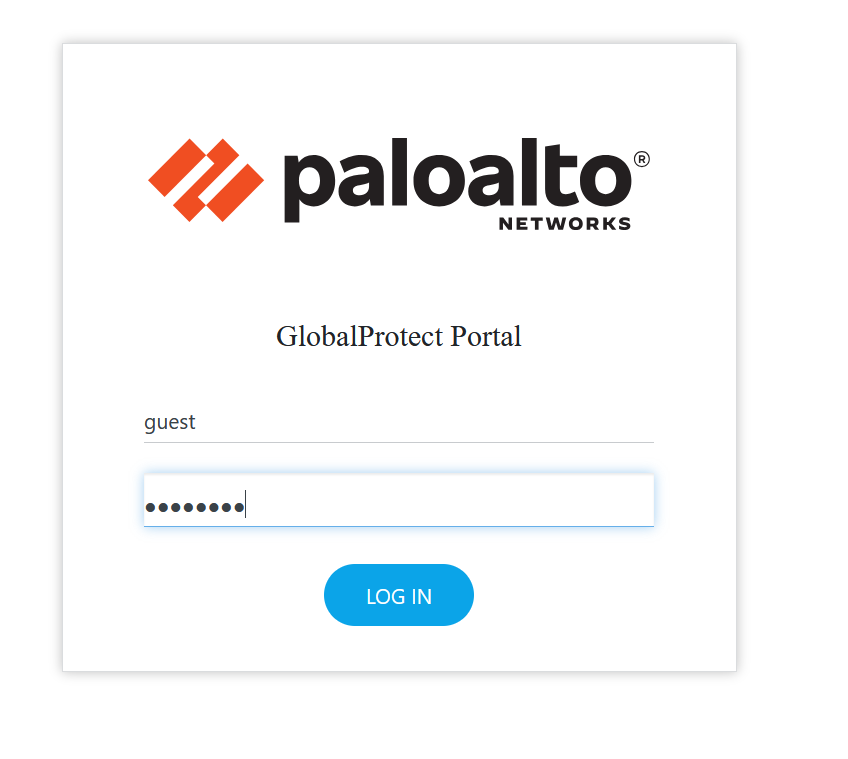 paloalto®
NETWORKS
GlobalProtect Portal
guest
••••••••
LOG IN